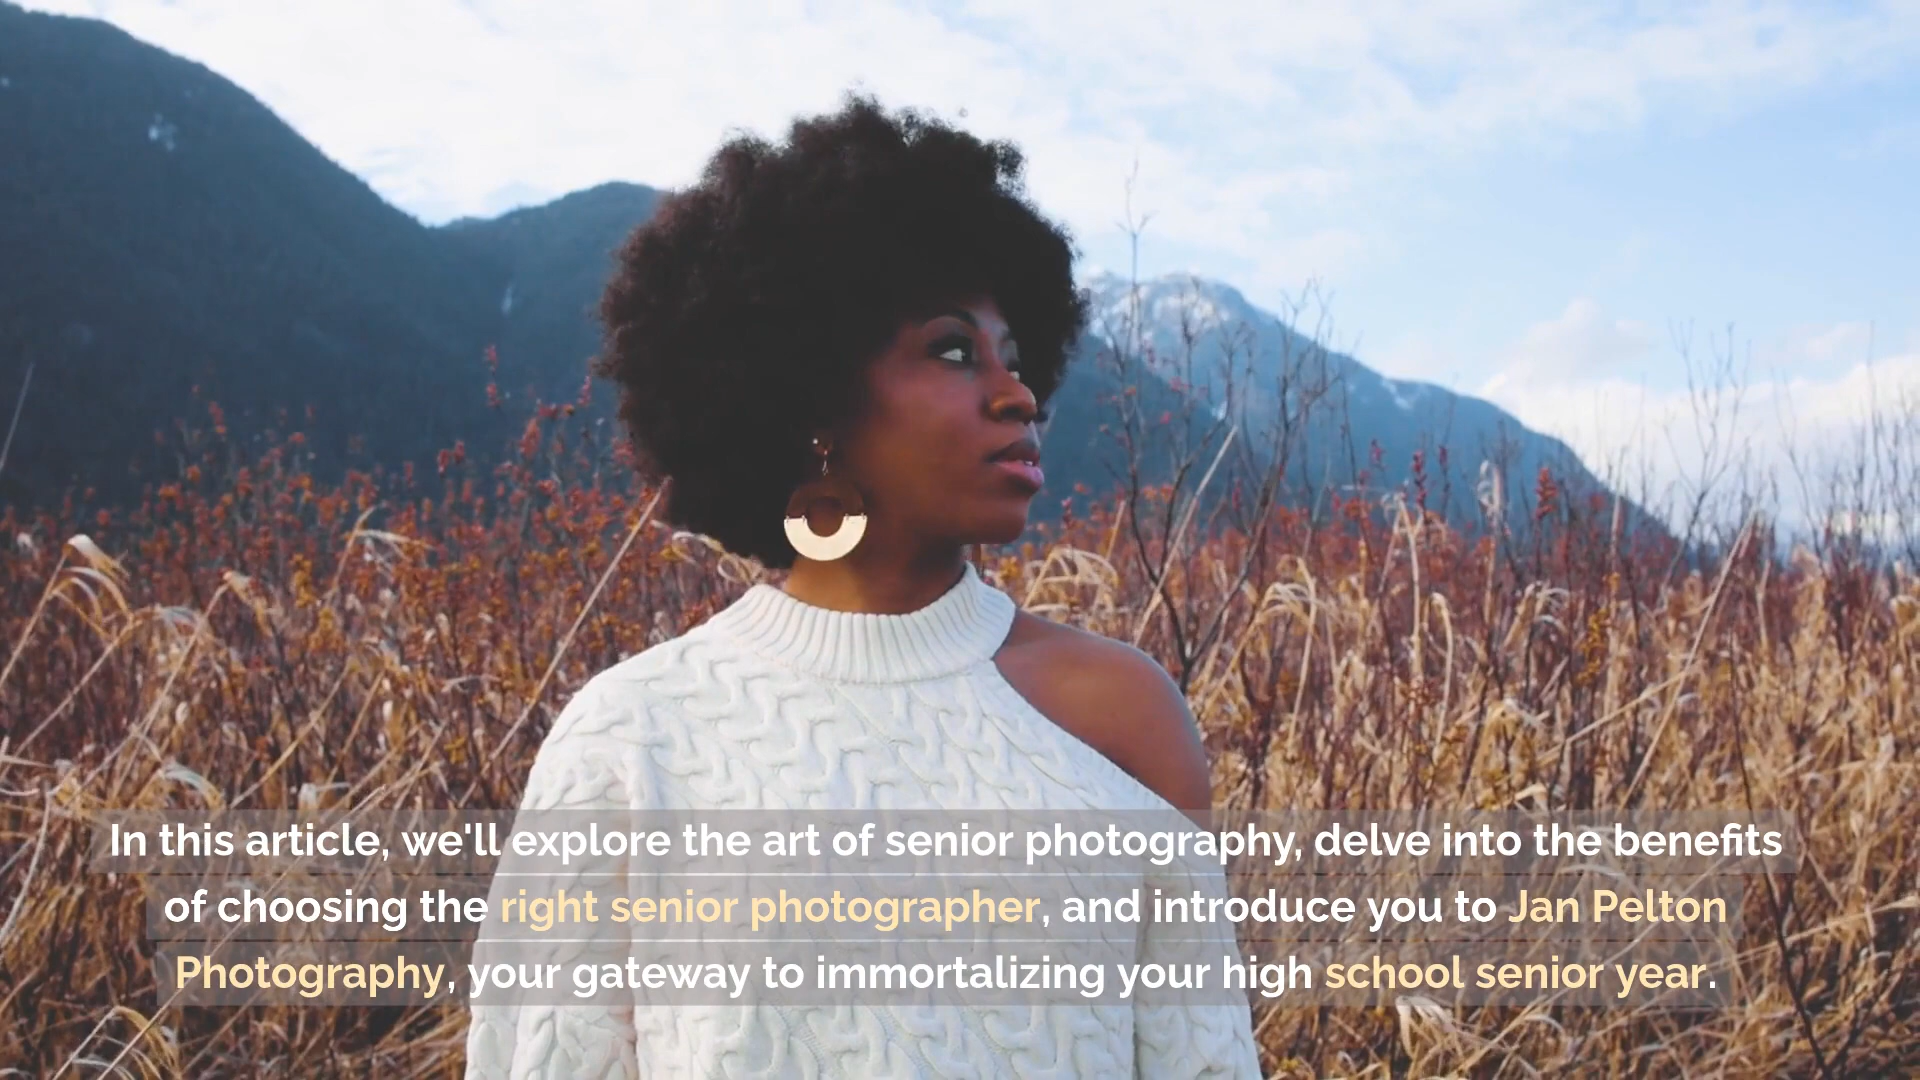 In this article, we'll explore the art of senior photography, delve into the benefits
of choosing the right senior photographer, and introduce you to Jan Pelton
Photography, your gateway to immortalizing your high school senior year.